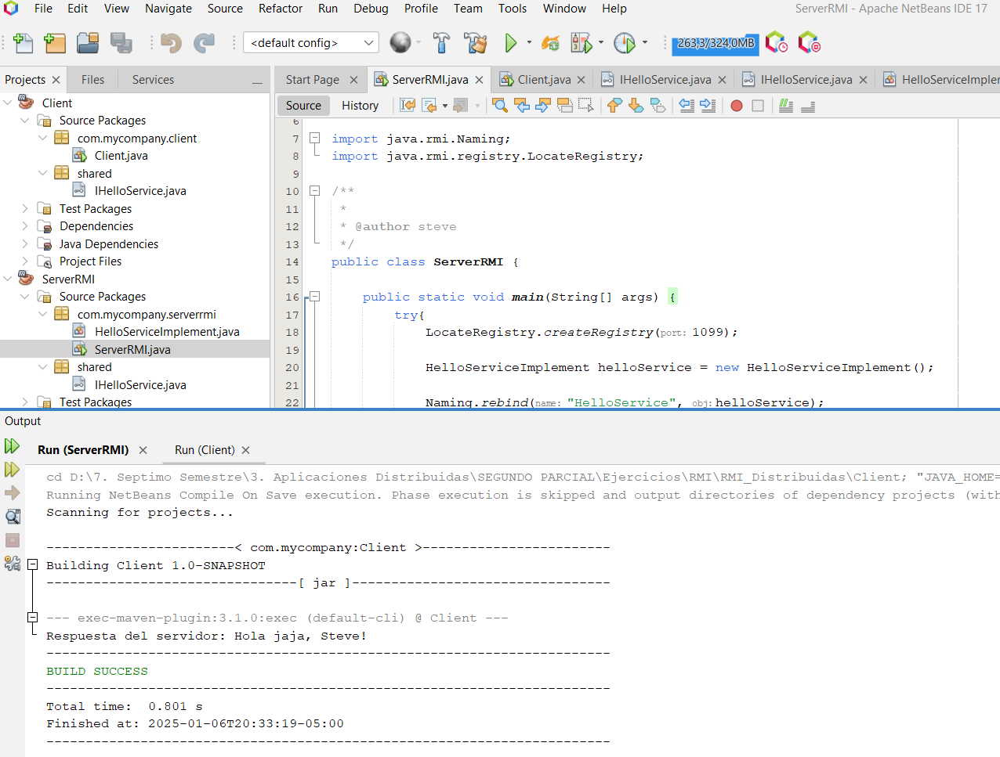 File Edit View Navigate Source Refactor Run Debug Profile Team Tools Window Help ServerRMI - Apache NetBeans IDE 17
<default config> 263,3/324,0MB
Projects Files Services
Client
Source Packages
com.mycompany.client
Client.java
shared
IHelloService.java
Test Packages
Dependencies
Java Dependencies
Project Files
ServerRMI
Source Packages
com.mycompany.serverrmi
HelloServiceImplement.java
ServerRMI.java
shared
IHelloService.java
Test Packages
Start Page ServerRMI.java Client.java IHelloService.java IHelloService.java HelloServiceImpler
Source History
6
7 import java.rmi.Naming;
8 import java.rmi.registry.LocateRegistry;
9
10 /**
11 *
12 * @author steve
13 */
14 public class ServerRMI {
15
16 public static void main(String[] args) {
17 try{
18 LocateRegistry.createRegistry(port: 1099);
19
20 HelloServiceImplement helloService = new HelloServiceImplement();
21
22 Naming.rebind(name: "HelloService", obj: helloService);
Output
Run (ServerRMI) Run (Client)
cd D:\7. Septimo Semestre\3. Aplicaciones Distribuidas\SEGUNDO PARCIAL\Ejercicios\RMI\RMI_Distribuidas\Client; "JAVA_HOME=
Running NetBeans Compile On Save execution. Phase execution is skipped and output directories of dependency projects (with
Scanning for projects...
------------------------< com.mycompany:Client >------------------------
Building Client 1.0-SNAPSHOT
--------------------------------[ jar ]---------------------------------
--- exec-maven-plugin:3.1.0:exec (default-cli) @ Client ---
Respuesta del servidor: Hola jaja, Steve!
------------------------------------------------------------------------
BUILD SUCCESS
------------------------------------------------------------------------
Total time:  0.801 s
Finished at: 2025-01-06T20:33:19-05:00
------------------------------------------------------------------------